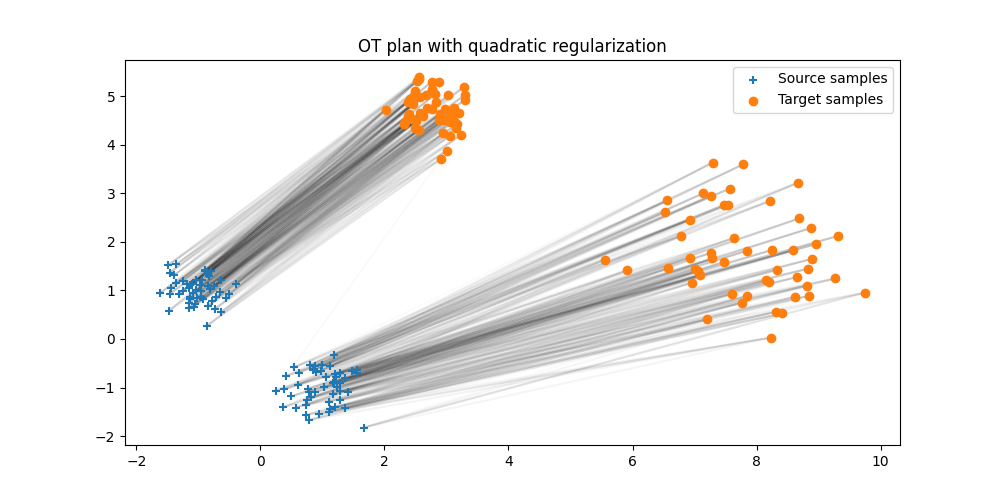 OT plan with quadratic regularization
Source samples
Target samples
5
4
3
2
1
0
−1
−2
−2 0 2 4 6 8 10